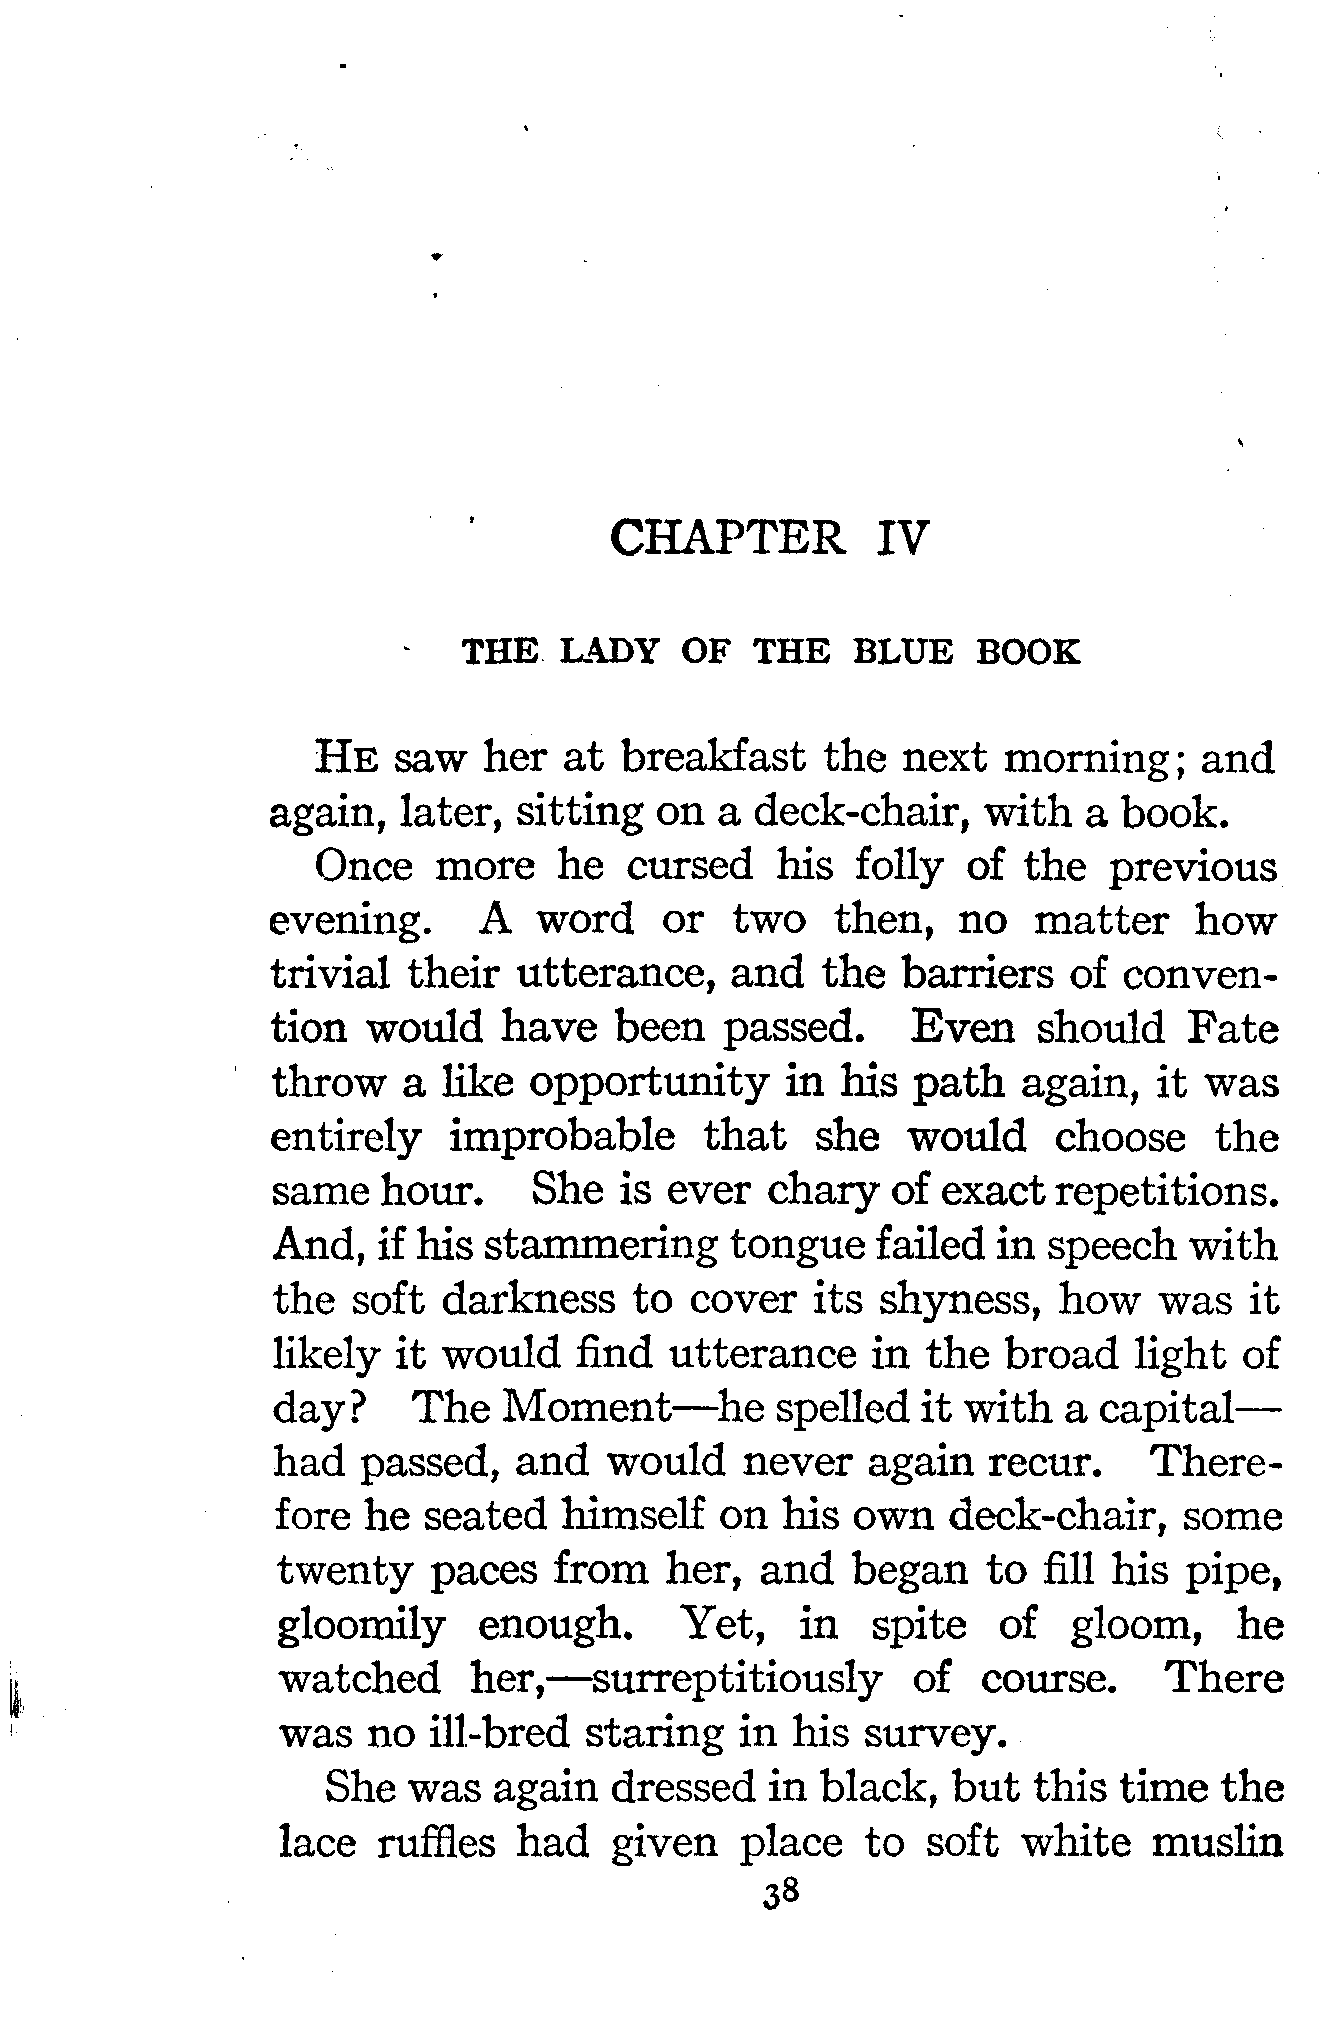 CHAPTER IV
THE LADY OF THE BLUE BOOK
HE saw her at breakfast the next morning; and
again, later, sitting on a deck-chair, with a book.
Once more he cursed his folly of the previous
evening. A word or two then, no matter how
trivial their utterance, and the barriers of conven-
tion would have been passed. Even should Fate
throw a like opportunity in his path again, it was
entirely improbable that she would choose the
same hour. She is ever chary of exact repetitions.
And, if his stammering tongue failed in speech with
the soft darkness to cover its shyness, how was it
likely it would find utterance in the broad light of
day? The Moment—he spelled it with a capital—
had passed, and would never again recur. There-
fore he seated himself on his own deck-chair, some
twenty paces from her, and began to fill his pipe,
gloomily enough. Yet, in spite of gloom, he
watched her,—surreptitiously of course. There
was no ill-bred staring in his survey.
She was again dressed in black, but this time the
lace ruffles had given place to soft white muslin
38